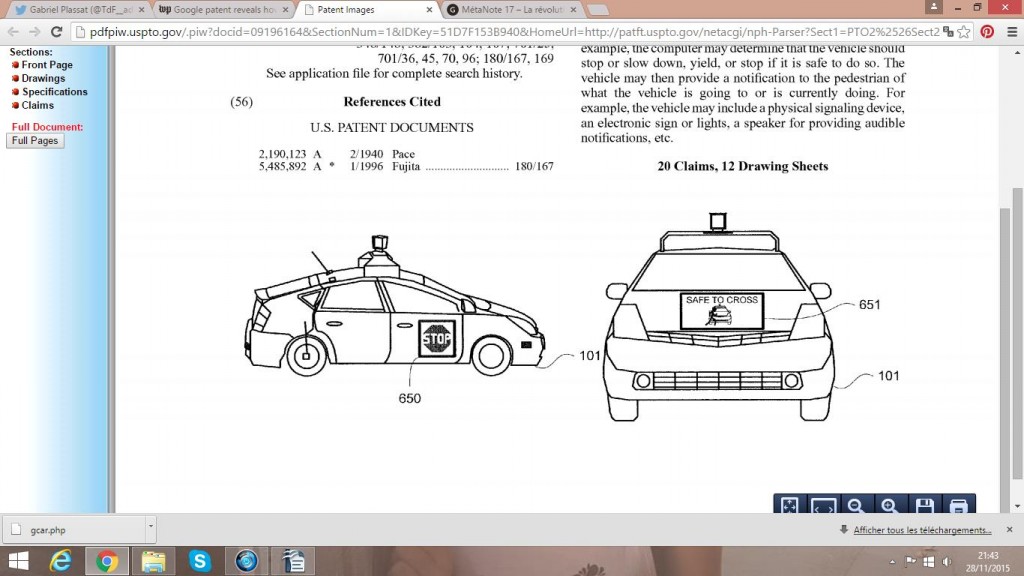 Gabriel Plassat (@TdF_ad
Google patent reveals ho
Patent Images
MétaNote 17 – La révolut
pdfpiw.uspto.gov/.piw?docid=09196164&SectionNum=1&IDKey=51D7F153B940&HomeUrl=http://patft.uspto.gov/netacgi/nph-Parser?Sect1=PTO2%2526Sect2
Sections:
Front Page
Drawings
Specifications
Claims
Full Document:
Full Pages
701/36, 45, 70, 96; 180/167, 169
See application file for complete search history.
(56) References Cited
U.S. PATENT DOCUMENTS
2,190,123 A 2/1940 Pace
5,485,892 A * 1/1996 Fujita ............................ 180/167
example, the computer may determine that the vehicle should
stop or slow down, yield, or stop if it is safe to do so. The
vehicle may then provide a notification to the pedestrian of
what the vehicle is going to or is currently doing. For
example, the vehicle may include a physical signaling device,
an electronic sign or lights, a speaker for providing audible
notifications, etc.
20 Claims, 12 Drawing Sheets
STOP
650
101
SAFE TO CROSS
651
101
gcar.php
Afficher tous les téléchargements...
21:43
28/11/2015